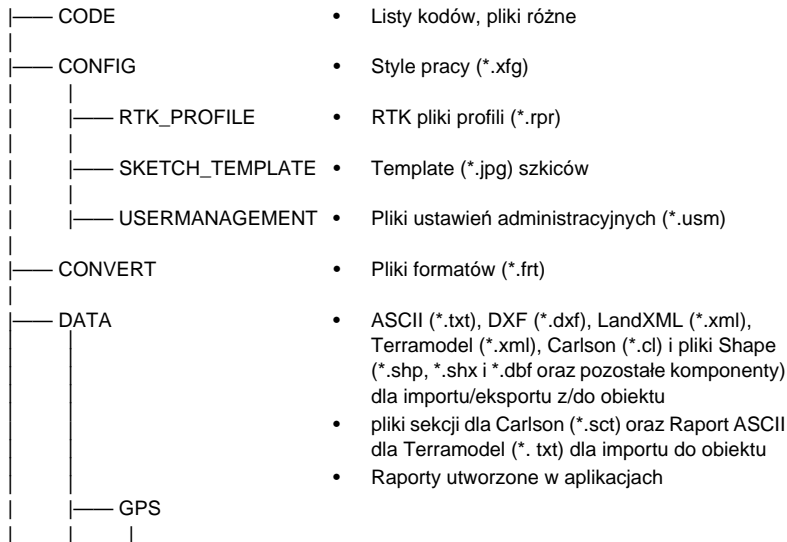 |—— CODE • Listy kodów, pliki różne
|—— CONFIG • Style pracy (*.xfg)
|—— RTK_PROFILE • RTK pliki profili (*.rpr)
|—— SKETCH_TEMPLATE • Template (*.jpg) szkiców
|—— USERMANAGEMENT • Pliki ustawień administracyjnych (*.usm)
|—— CONVERT • Pliki formatów (*.frt)
|—— DATA • ASCII (*.txt), DXF (*.dxf), LandXML (*.xml),
Terramodel (*.xml), Carlson (*.cl) i pliki Shape
(*.shp, *.shx i *.dbf oraz pozostałe komponenty)
dla importu/eksportu z/do obiektu
• pliki sekcji dla Carlson (*.sct) oraz Raport ASCII
dla Terramodel (*. txt) dla importu do obiektu
• Raporty utworzone w aplikacjach
|—— GPS